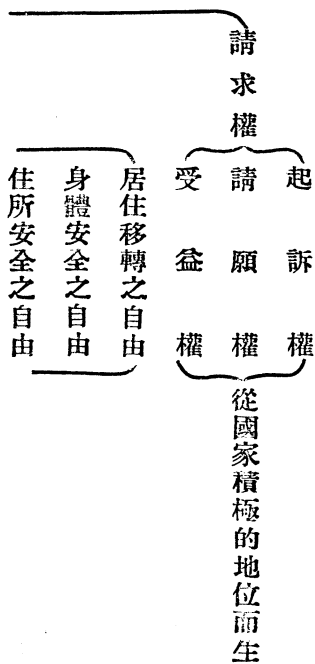 請求權
起訴權
請願權
受益權
從國家積極的地位而生
居住移轉之自由
身體安全之自由
住所安全之自由